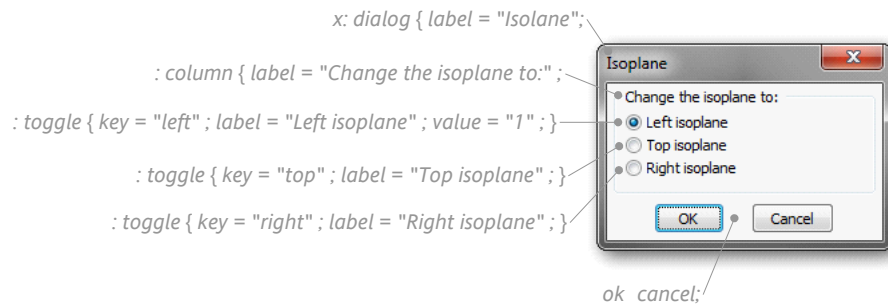 x: dialog { label = "Isolane";
Isoplane
: column { label = "Change the isoplane to:" ;
Change the isoplane to:
: toggle { key = "left" ; label = "Left isoplane" ; value = "1" ; }
Left isoplane
Top isoplane
: toggle { key = "top" ; label = "Top isoplane" ; }
Right isoplane
: toggle { key = "right" ; label = "Right isoplane" ; }
OK Cancel
ok cancel;